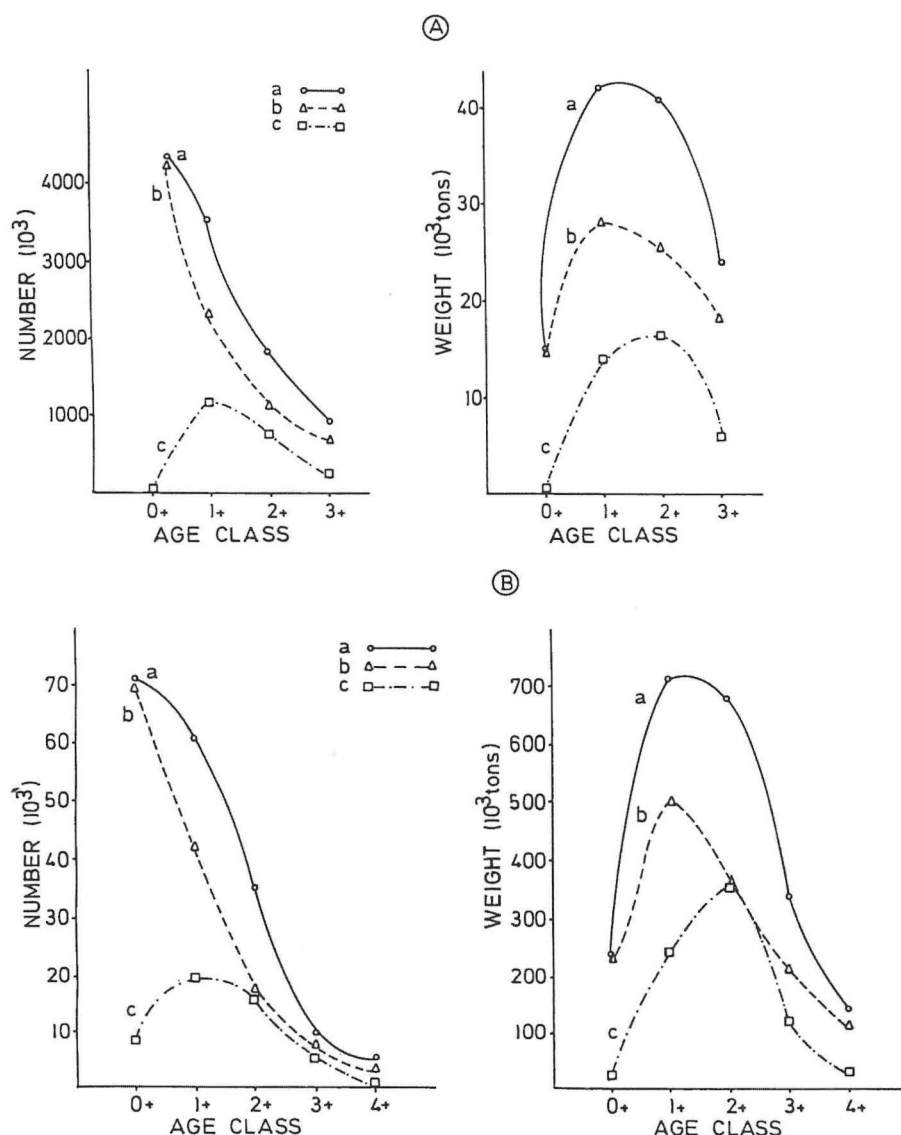 A
a
b
c
a
b
c
NUMBER (10³)
4000
3000
2000
1000
0+ 1+ 2+ 3+
AGE CLASS
a
b
c
WEIGHT (10³tons)
40
30
20
10
0+ 1+ 2+ 3+
AGE CLASS
B
a
b
c
a
b
c
NUMBER (10³)
70
60
50
40
30
20
10
0+ 1+ 2+ 3+ 4+
AGE CLASS
a
b
c
WEIGHT (10³tons)
700
600
500
400
300
200
100
0+ 1+ 2+ 3+ 4+
AGE CLASS